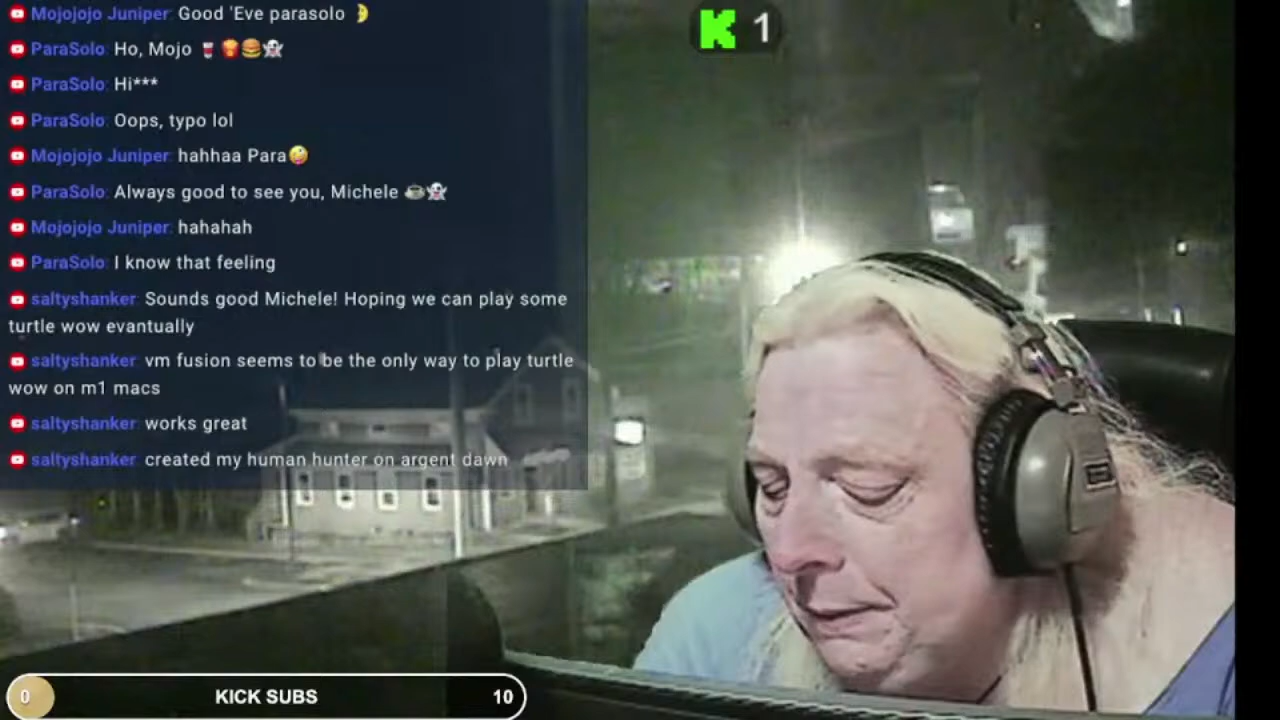 Mojojojo Juniper: Good 'Eve parasolo
K 1
ParaSolo: Ho, Mojo
ParaSolo: Hi***
ParaSolo: Oops, typo lol
Mojojojo Juniper: hahhaa Para
ParaSolo: Always good to see you, Michele
Mojojojo Juniper: hahahah
ParaSolo: I know that feeling
saltyshanker: Sounds good Michele! Hoping we can play some
turtle wow evantually
saltyshanker: vm fusion seems to be the only way to play turtle
wow on m1 macs
saltyshanker: works great
saltyshanker: created my human hunter on argent dawn
0 KICK SUBS 10